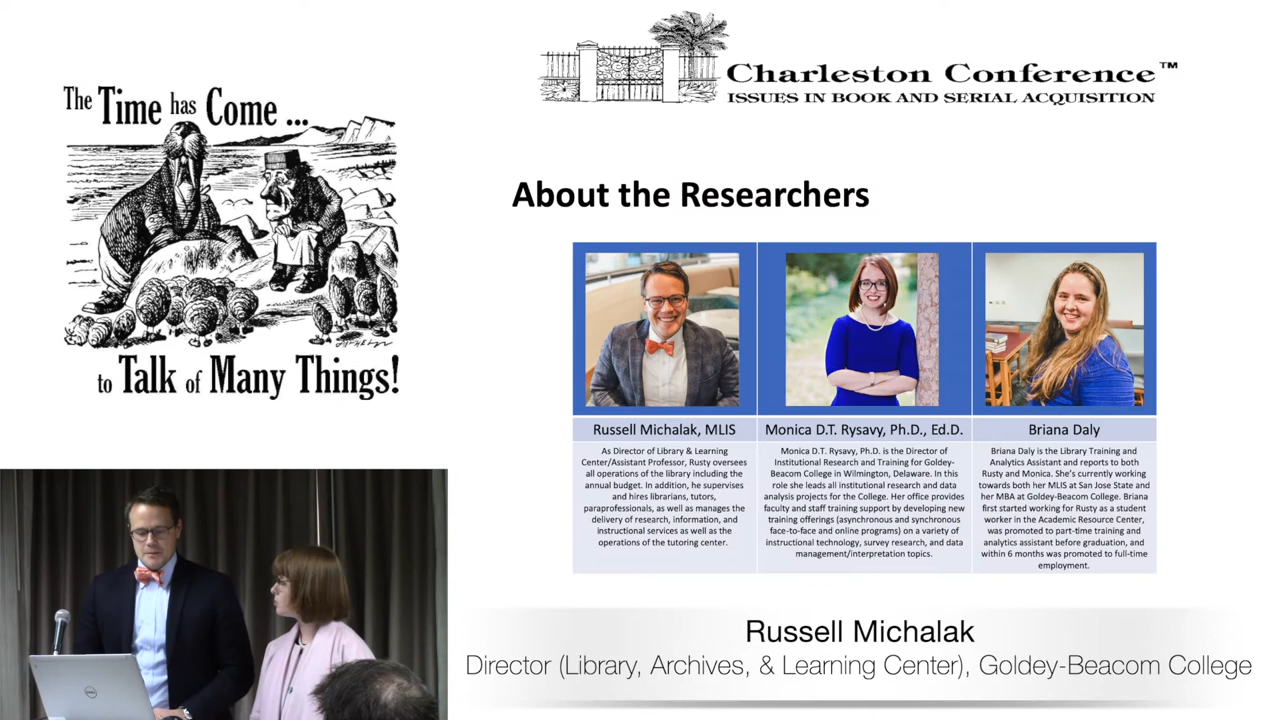 The Time has Come ...
to Talk of Many Things!
Charleston Conference™
ISSUES IN BOOK AND SERIAL ACQUISITION
About the Researchers
Russell Michalak, MLIS
As Director of Library & Learning
Center/Assistant Professor, Rusty oversees
all operations of the library including the
annual budget. In addition, he supervises
and hires librarians, tutors,
paraprofessionals, as well as manages the
delivery of research, information, and
instructional services as well as the
operations of the tutoring center.
Monica D.T. Rysavy, Ph.D., Ed.D.
Monica D.T. Rysavy, Ph.D. is the Director of
Institutional Research and Training for Goldey-
Beacom College in Wilmington, Delaware. In this
role she leads all institutional research and data
analysis projects for the College. Her office provides
faculty and staff training support by developing new
training offerings (asynchronous and synchronous
face-to-face and online programs) on a variety of
instructional technology, survey research, and data
management/interpretation topics.
Briana Daly
Briana Daly is the Library Training and
Analytics Assistant and reports to both
Rusty and Monica. She's currently working
towards both her MLIS at San Jose State and
her MBA at Goldey-Beacom College. Briana
first started working for Rusty as a student
worker in the Academic Resource Center,
was promoted to part-time training and
analytics assistant before graduation, and
within 6 months was promoted to full-time
employment.
DELL
Russell Michalak
Director (Library, Archives, & Learning Center), Goldey-Beacom College